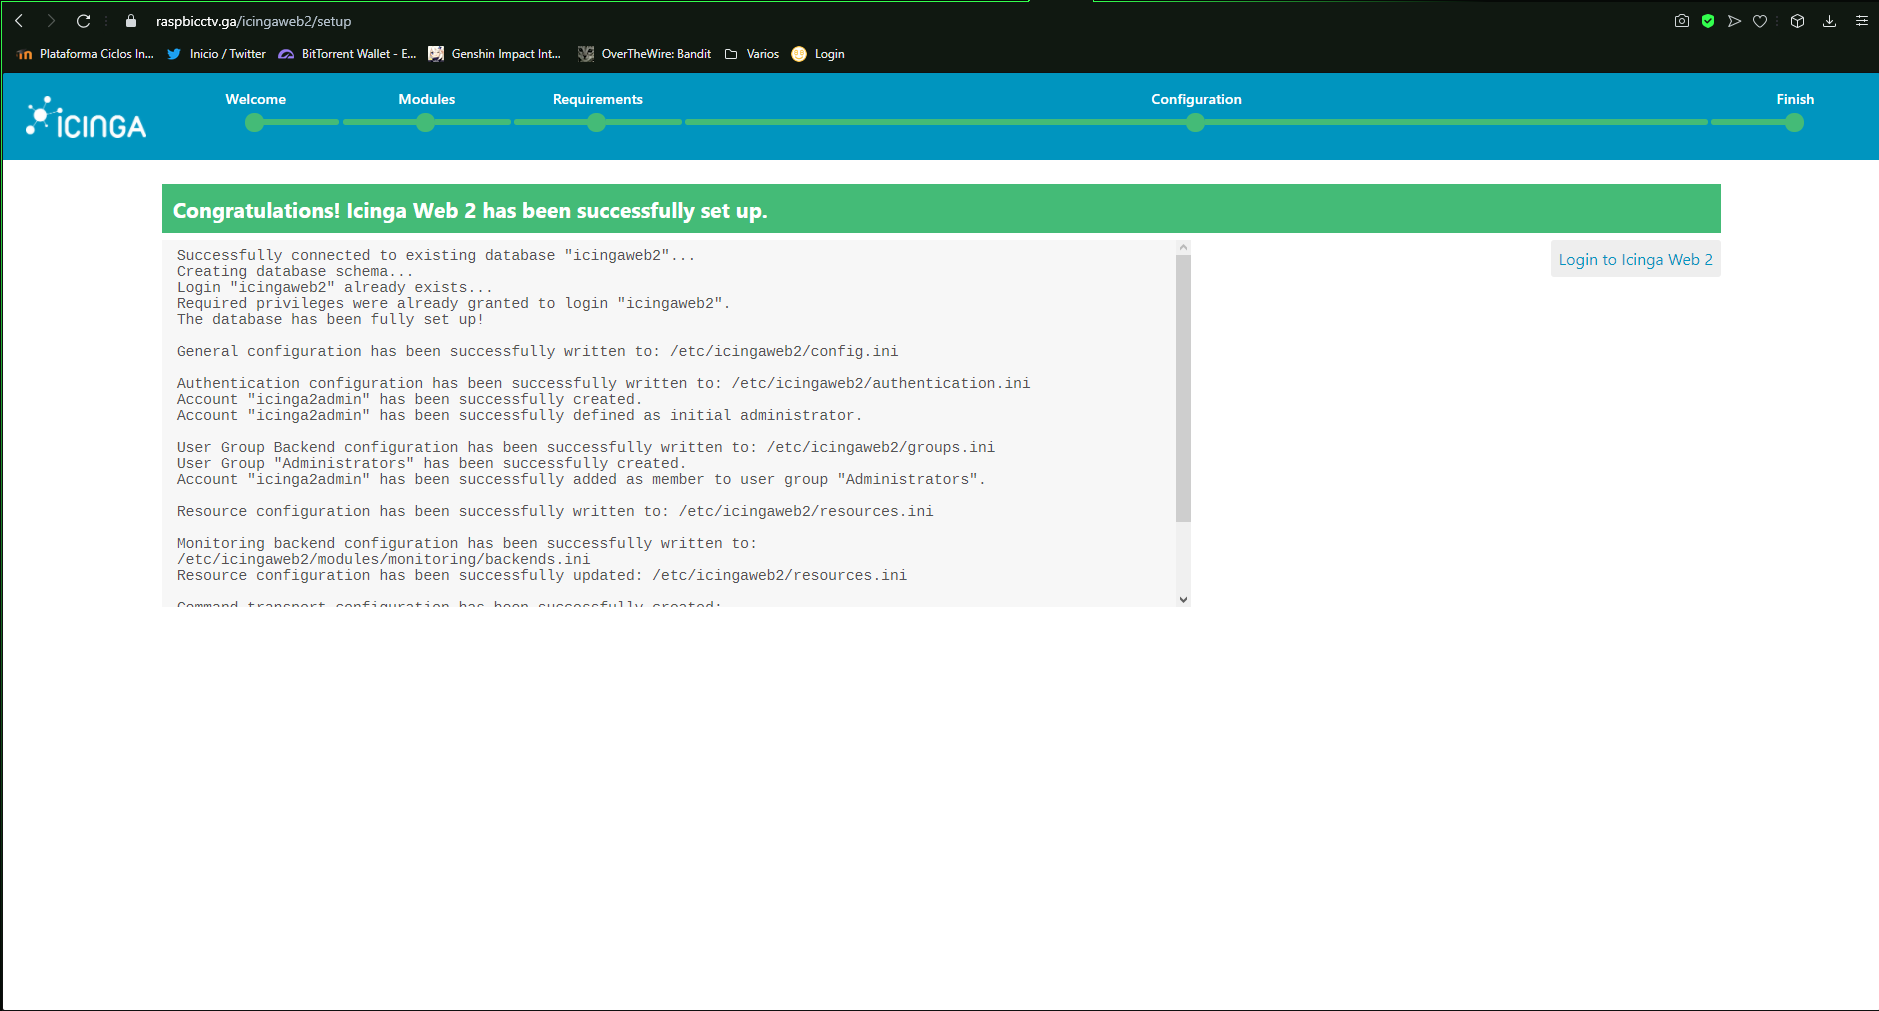 raspbicctv.ga/icingaweb2/setup
Plataforma Ciclos In... Inicio / Twitter BitTorrent Wallet - E... Genshin Impact Int... OverTheWire: Bandit Varios Login
ICINGA
Welcome Modules Requirements Configuration Finish
Congratulations! Icinga Web 2 has been successfully set up.
Login to Icinga Web 2
Successfully connected to existing database "icingaweb2"...
Creating database schema...
Login "icingaweb2" already exists...
Required privileges were already granted to login "icingaweb2".
The database has been fully set up!
General configuration has been successfully written to: /etc/icingaweb2/config.ini
Authentication configuration has been successfully written to: /etc/icingaweb2/authentication.ini
Account "icinga2admin" has been successfully created.
Account "icinga2admin" has been successfully defined as initial administrator.
User Group Backend configuration has been successfully written to: /etc/icingaweb2/groups.ini
User Group "Administrators" has been successfully created.
Account "icinga2admin" has been successfully added as member to user group "Administrators".
Resource configuration has been successfully written to: /etc/icingaweb2/resources.ini
Monitoring backend configuration has been successfully written to:
/etc/icingaweb2/modules/monitoring/backends.ini
Resource configuration has been successfully updated: /etc/icingaweb2/resources.ini
Command transport configuration has been successfully created: